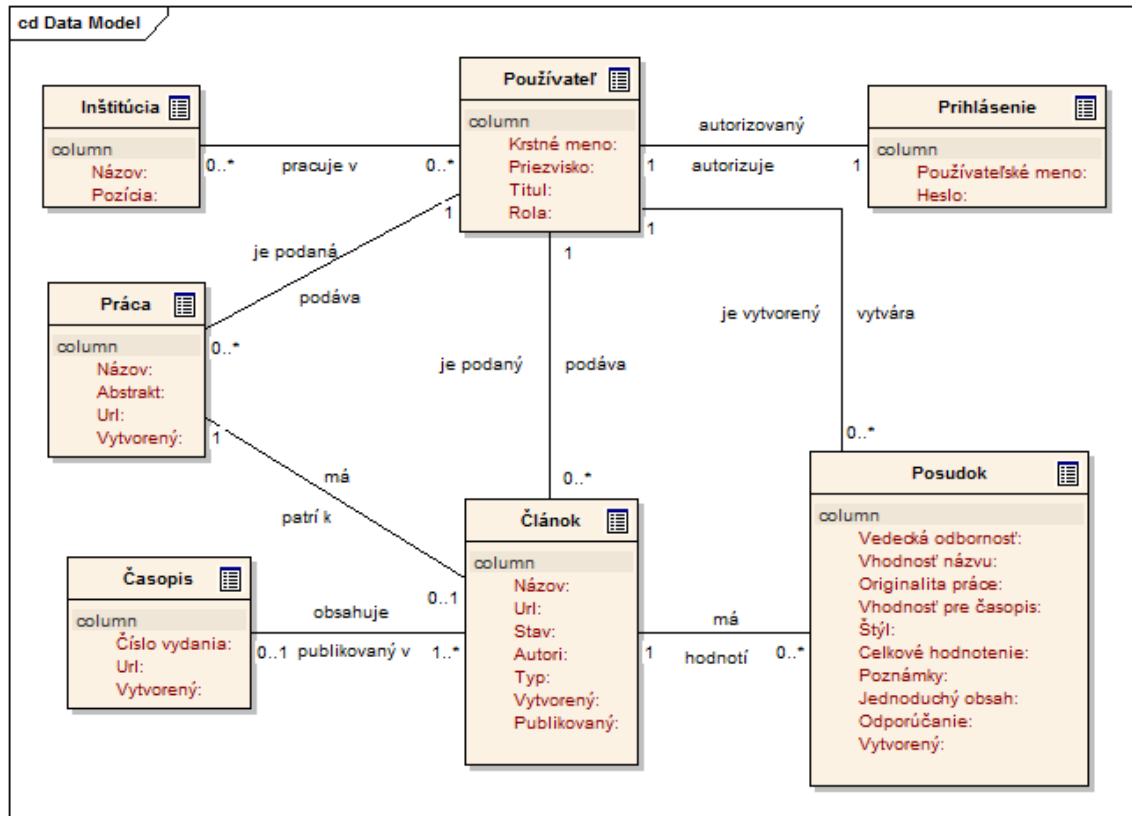 cd Data Model
Inštitúcia
column
Názov:
Pozícia:
0..*
pracuje v
0..*
Používateľ
column
Krstné meno:
Priezvisko:
Titul:
Rola:
autorizovaný
1
autorizuje
1
Prihlásenie
column
Používateľské meno:
Heslo:
1
je podaná
podáva
0..*
1
je podaný
podáva
0..*
1
je vytvorený
vytvára
0..*
Práca
column
Názov:
Abstrakt:
Url:
Vytvorený:
1
má
patrí k
0..1
Časopis
column
Číslo vydania:
Url:
Vytvorený:
obsahuje
0..1
publikovaný v
1..*
Článok
column
Názov:
Url:
Stav:
Autori:
Typ:
Vytvorený:
Publikovaný:
má
1
hodnotí
0..*
Posudok
column
Vedecká odbornosť:
Vhodnosť názvu:
Originalita práce:
Vhodnosť pre časopis:
Štýl:
Celkové hodnotenie:
Poznámky:
Jednoduchý obsah:
Odporúčanie:
Vytvorený: